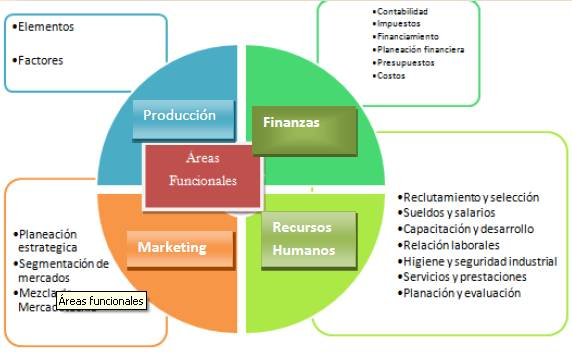 •Elementos
•Factores
•Contabilidad
•Impuestos
•Financiamiento
•Planeación financiera
•Presupuestos
•Costos
Producción
Finanzas
Áreas
Funcionales
Marketing
Recursos
Humanos
•Planeación
estrategica
•Segmentación de
mercados
•Mezcla
Áreas funcionales
•Reclutamiento y selección
•Sueldos y salarios
•Capacitación y desarrollo
•Relación laborales
•Higiene y seguridad industrial
•Servicios y prestaciones
•Planación y evaluación